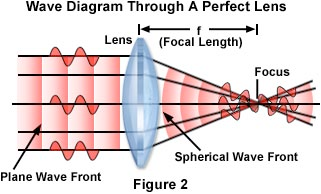 Wave Diagram Through A Perfect Lens
Lens
f
(Focal Length)
Focus
Spherical Wave Front
Plane Wave Front
Figure 2